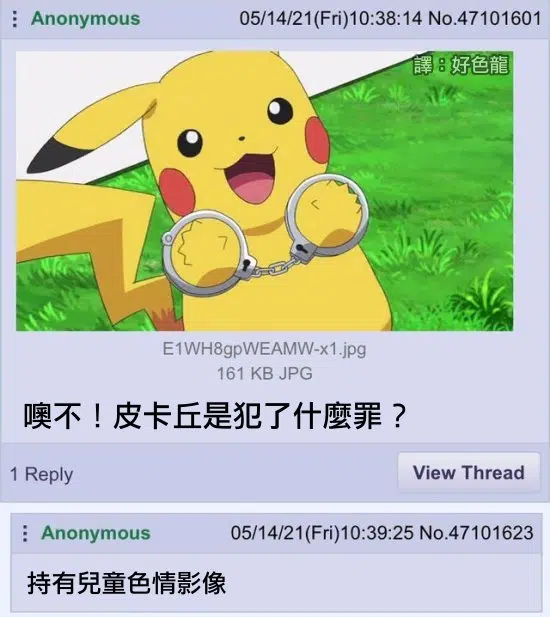 Anonymous 05/14/21(Fri)10:38:14 No.47101601
譯：好色龍
E1WH8gpWEAMW-x1.jpg
161 KB JPG
噢不！皮卡丘是犯了什麼罪？
1 Reply View Thread
Anonymous 05/14/21(Fri)10:39:25 No.47101623
持有兒童色情影像